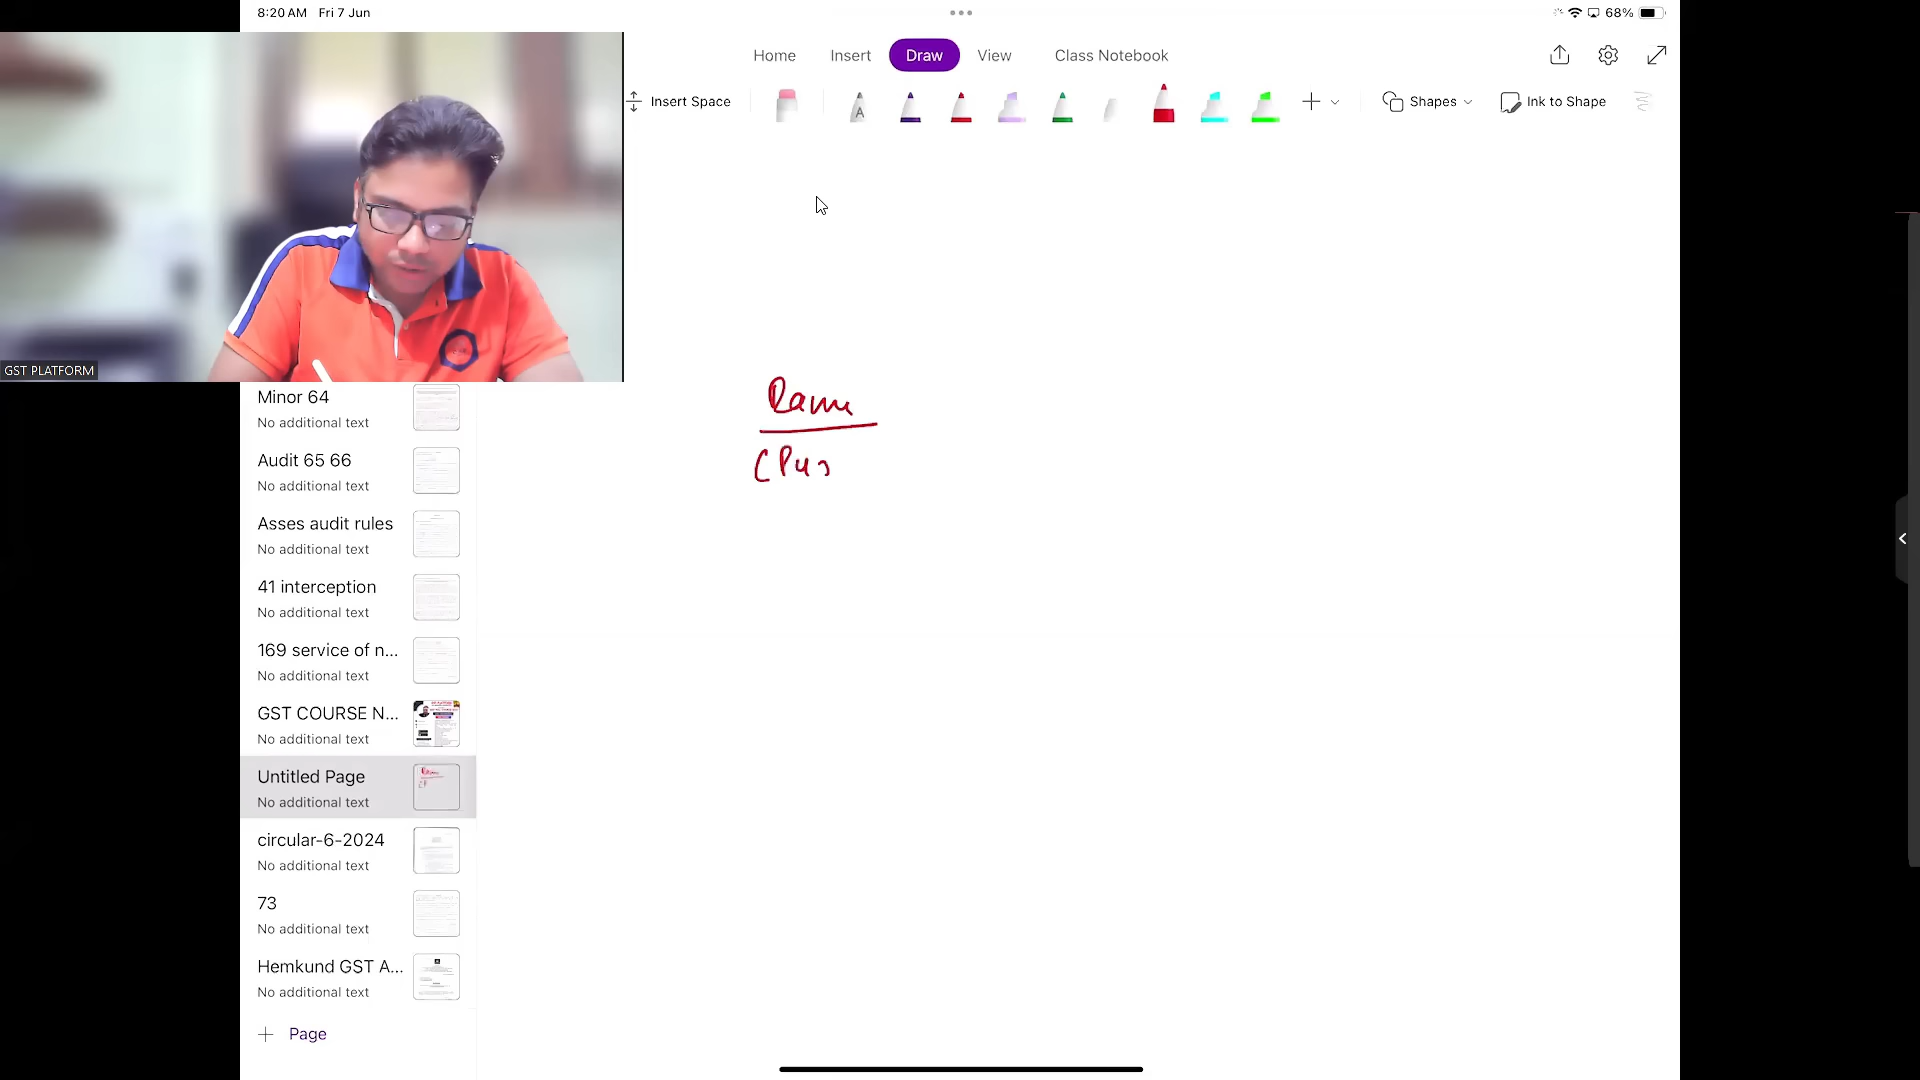 8:20 AM Fri 7 Jun
68%
Home Insert Draw View Class Notebook
Insert Space
A
Shapes
Ink to Shape
GST PLATFORM
Minor 64
No additional text
Audit 65 66
No additional text
Asses audit rules
No additional text
41 interception
No additional text
169 service of n...
No additional text
GST COURSE N...
No additional text
Untitled Page
No additional text
circular-6-2024
No additional text
73
No additional text
Hemkund GST A...
No additional text
Page